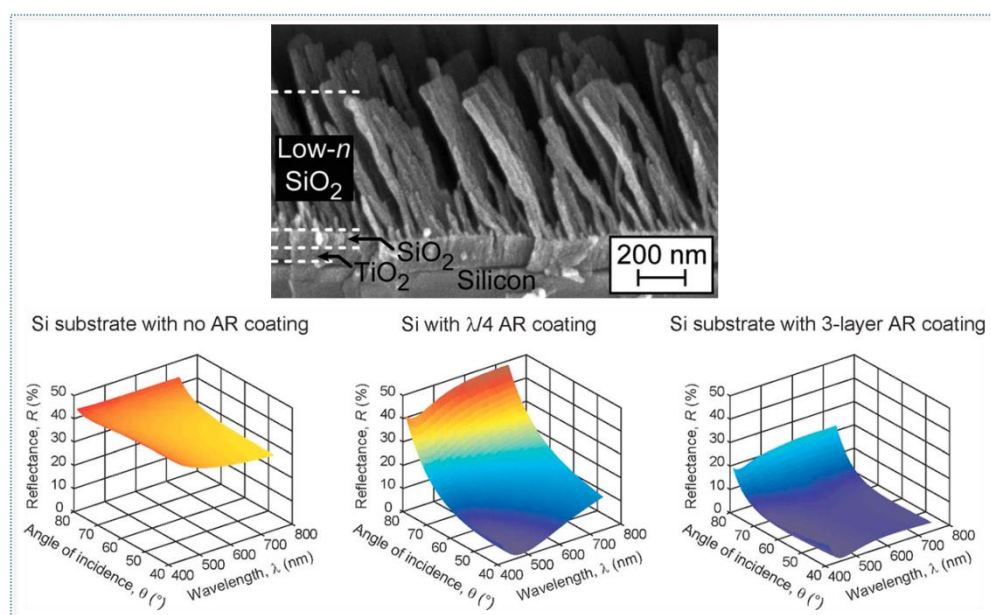 Low-n
SiO2
SiO2
TiO2
Silicon
200 nm
Si substrate with no AR coating
Si with λ/4 AR coating
Si substrate with 3-layer AR coating
Reflectance, R (%)
50
40
30
20
10
0
80
70
60
50
40
Angle of incidence, θ (°)
400
500
600
700
800
Wavelength, λ (nm)
Reflectance, R (%)
50
40
30
20
10
0
80
70
60
50
40
Angle of incidence, θ (°)
400
500
600
700
800
Wavelength, λ (nm)
Reflectance, R (%)
50
40
30
20
10
0
80
70
60
50
40
Angle of incidence, θ (°)
400
500
600
700
800
Wavelength, λ (nm)